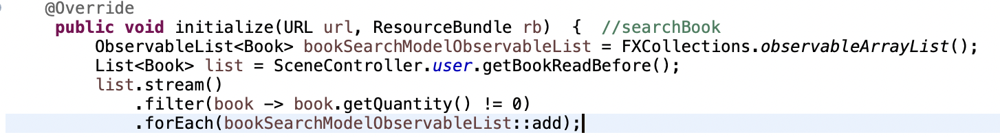 @Override
public void initialize(URL url, ResourceBundle rb)  {  //searchBook
ObservableList<Book> bookSearchModelObservableList = FXCollections.observableArrayList();
List<Book> list = SceneController.user.getBookReadBefore();
list.stream()
.filter(book -> book.getQuantity() != 0)
.forEach(bookSearchModelObservableList::add);